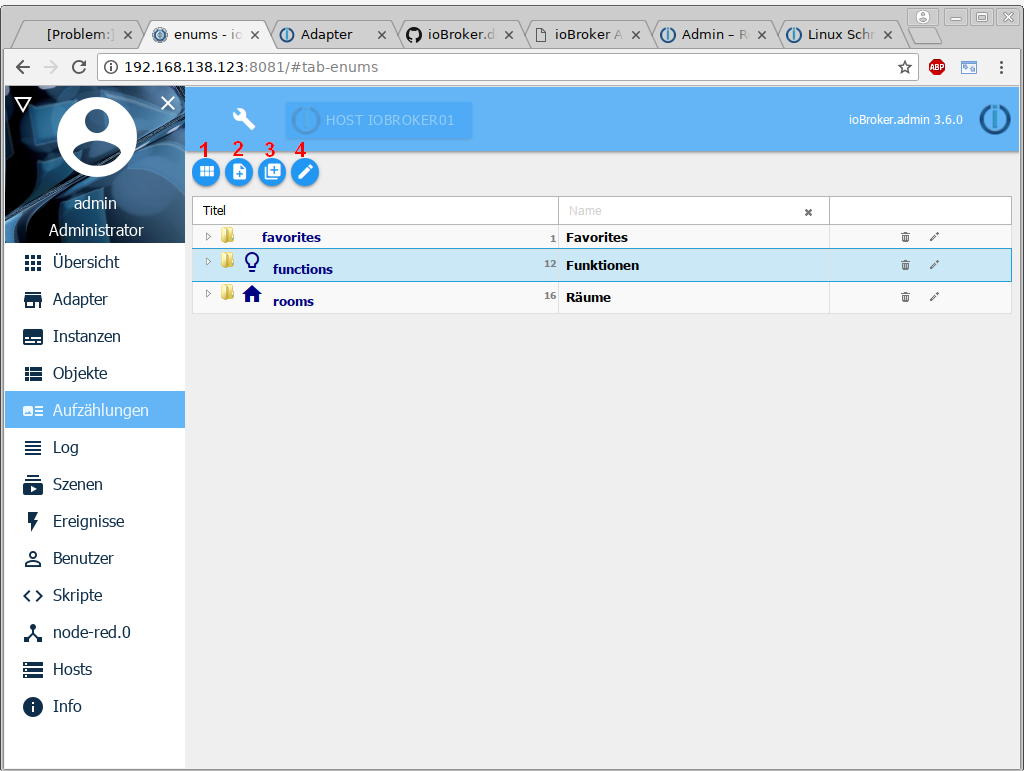 [Problem:]
enums - io
Adapter
ioBroker.d
ioBroker A
Admin – R
Linux Schr
192.168.138.123:8081/#tab-enums
ABP
admin
Administrator
HOST IOBROKER01
ioBroker.admin 3.6.0
1 2 3 4
Titel Name
favorites 1 Favorites
functions 12 Funktionen
rooms 16 Räume
Übersicht
Adapter
Instanzen
Objekte
Aufzählungen
Log
Szenen
Ereignisse
Benutzer
Skripte
node-red.0
Hosts
Info